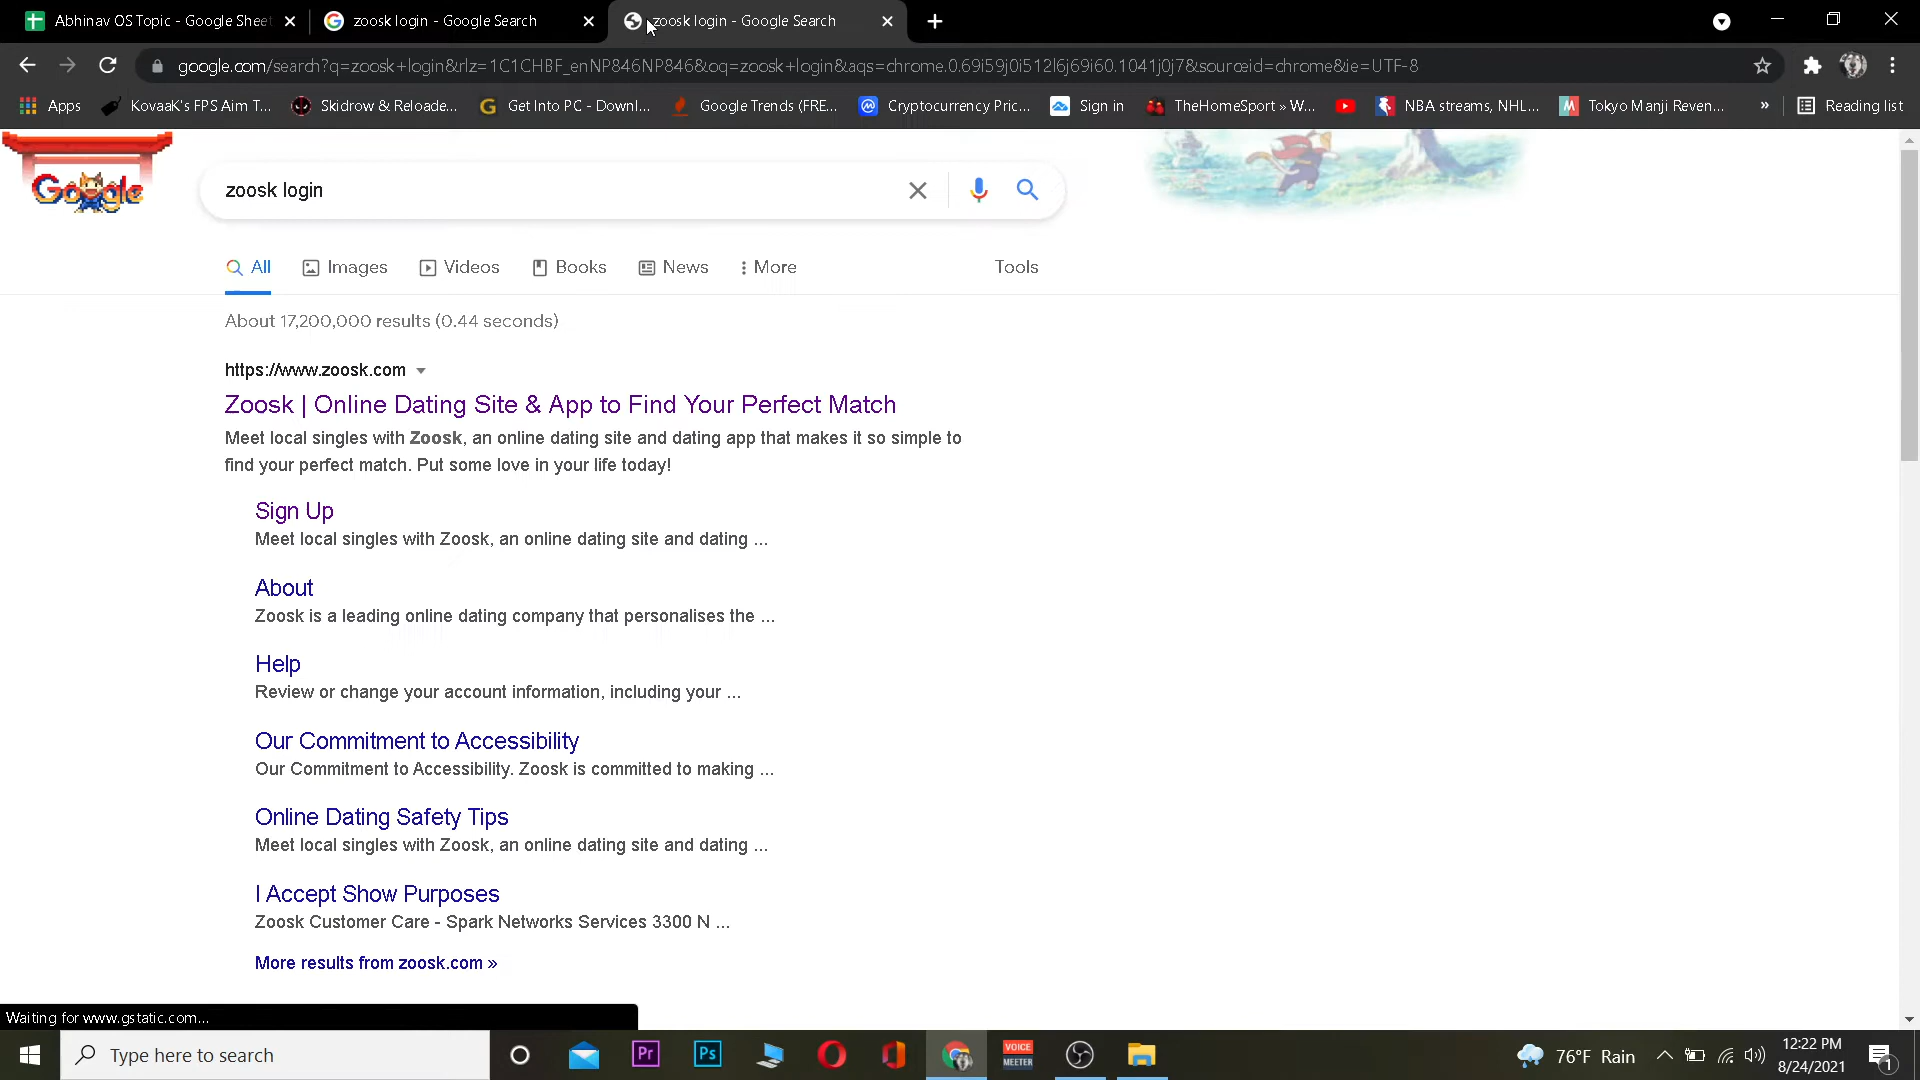 Abhinav OS Topic - Google Sheet
zoosk login - Google Search
zoosk login - Google Search
google.com/search?q=zoosk+login&rlz=1C1CHBF_enNP846NP846&oq=zoosk+login&aqs=chrome.0.69i59j0i512l6j69i60.1041j0j7&sourceid=chrome&ie=UTF-8
Apps
KovaaK's FPS Aim T...
Skidrow & Reloade...
Get Into PC - Downl...
Google Trends (FRE...
Cryptocurrency Pric...
Sign in
TheHomeSport » W...
NBA streams, NHL...
Tokyo Manji Reven...
»
Reading list
Google
zoosk login
All
Images
Videos
Books
News
More
Tools
About 17,200,000 results (0.44 seconds)
https://www.zoosk.com
Zoosk | Online Dating Site & App to Find Your Perfect Match
Meet local singles with Zoosk, an online dating site and dating app that makes it so simple to
find your perfect match. Put some love in your life today!
Sign Up
Meet local singles with Zoosk, an online dating site and dating ...
About
Zoosk is a leading online dating company that personalises the ...
Help
Review or change your account information, including your ...
Our Commitment to Accessibility
Our Commitment to Accessibility. Zoosk is committed to making ...
Online Dating Safety Tips
Meet local singles with Zoosk, an online dating site and dating ...
I Accept Show Purposes
Zoosk Customer Care - Spark Networks Services 3300 N ...
More results from zoosk.com »
Waiting for www.gstatic.com...
Type here to search
Pr
Ps
VOICE
MEETER
76°F Rain
12:22 PM
8/24/2021
1